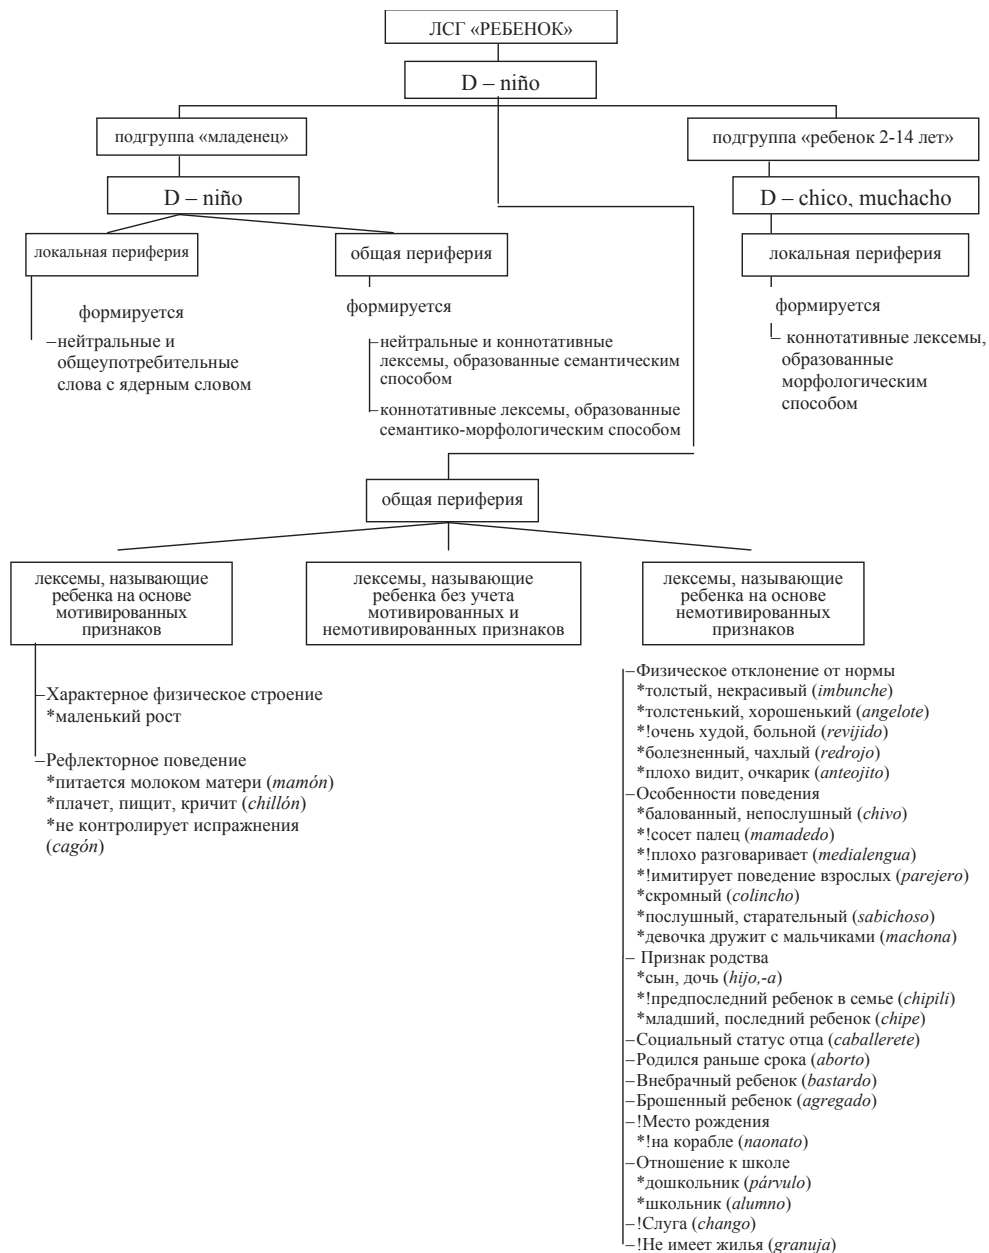 ЛСГ «РЕБЕНОК»
D – niño
подгруппа «младенец»
D – niño
локальная периферия
формируется
–нейтральные и
общеупотребительные
слова с ядерным словом
общая периферия
формируется
–нейтральные и коннотативные
лексемы, образованные семантическим
способом
–коннотативные лексемы, образованные
семантико-морфологическим способом
подгруппа «ребенок 2-14 лет»
D – chico, muchacho
локальная периферия
формируется
– коннотативные лексемы,
образованные
морфологическим
способом
общая периферия
лексемы, называющие
ребенка на основе
мотивированных
признаков
–Характерное физическое строение
*маленький рост
–Рефлекторное поведение
*питается молоком матери (mamón)
*плачет, пищит, кричит (chillón)
*не контролирует испражнения
(cagón)
лексемы, называющие
ребенка без учета
мотивированных и
немотивированных признаков
лексемы, называющие
ребенка на основе
немотивированных
признаков
–Физическое отклонение от нормы
*толстый, некрасивый (imbunche)
*толстенький, хорошенький (angelote)
*!очень худой, больной (revijido)
*болезненный, чахлый (redrojo)
*плохо видит, очкарик (anteojito)
–Особенности поведения
*балованный, непослушный (chivo)
*!сосет палец (mamadedo)
*!плохо разговаривает (medialengua)
*!имитирует поведение взрослых (parejero)
*скромный (colincho)
*послушный, старательный (sabichoso)
*девочка дружит с мальчиками (machona)
– Признак родства
*сын, дочь (hijo,-a)
*!предпоследний ребенок в семье (chipili)
*младший, последний ребенок (chipe)
–Социальный статус отца (caballerete)
–Родился раньше срока (aborto)
–Внебрачный ребенок (bastardo)
–Брошенный ребенок (agregado)
–!Место рождения
*!на корабле (naonato)
–Отношение к школе
*дошкольник (párvulo)
*школьник (alumno)
–!Слуга (chango)
–!Не имеет жилья (granuja)